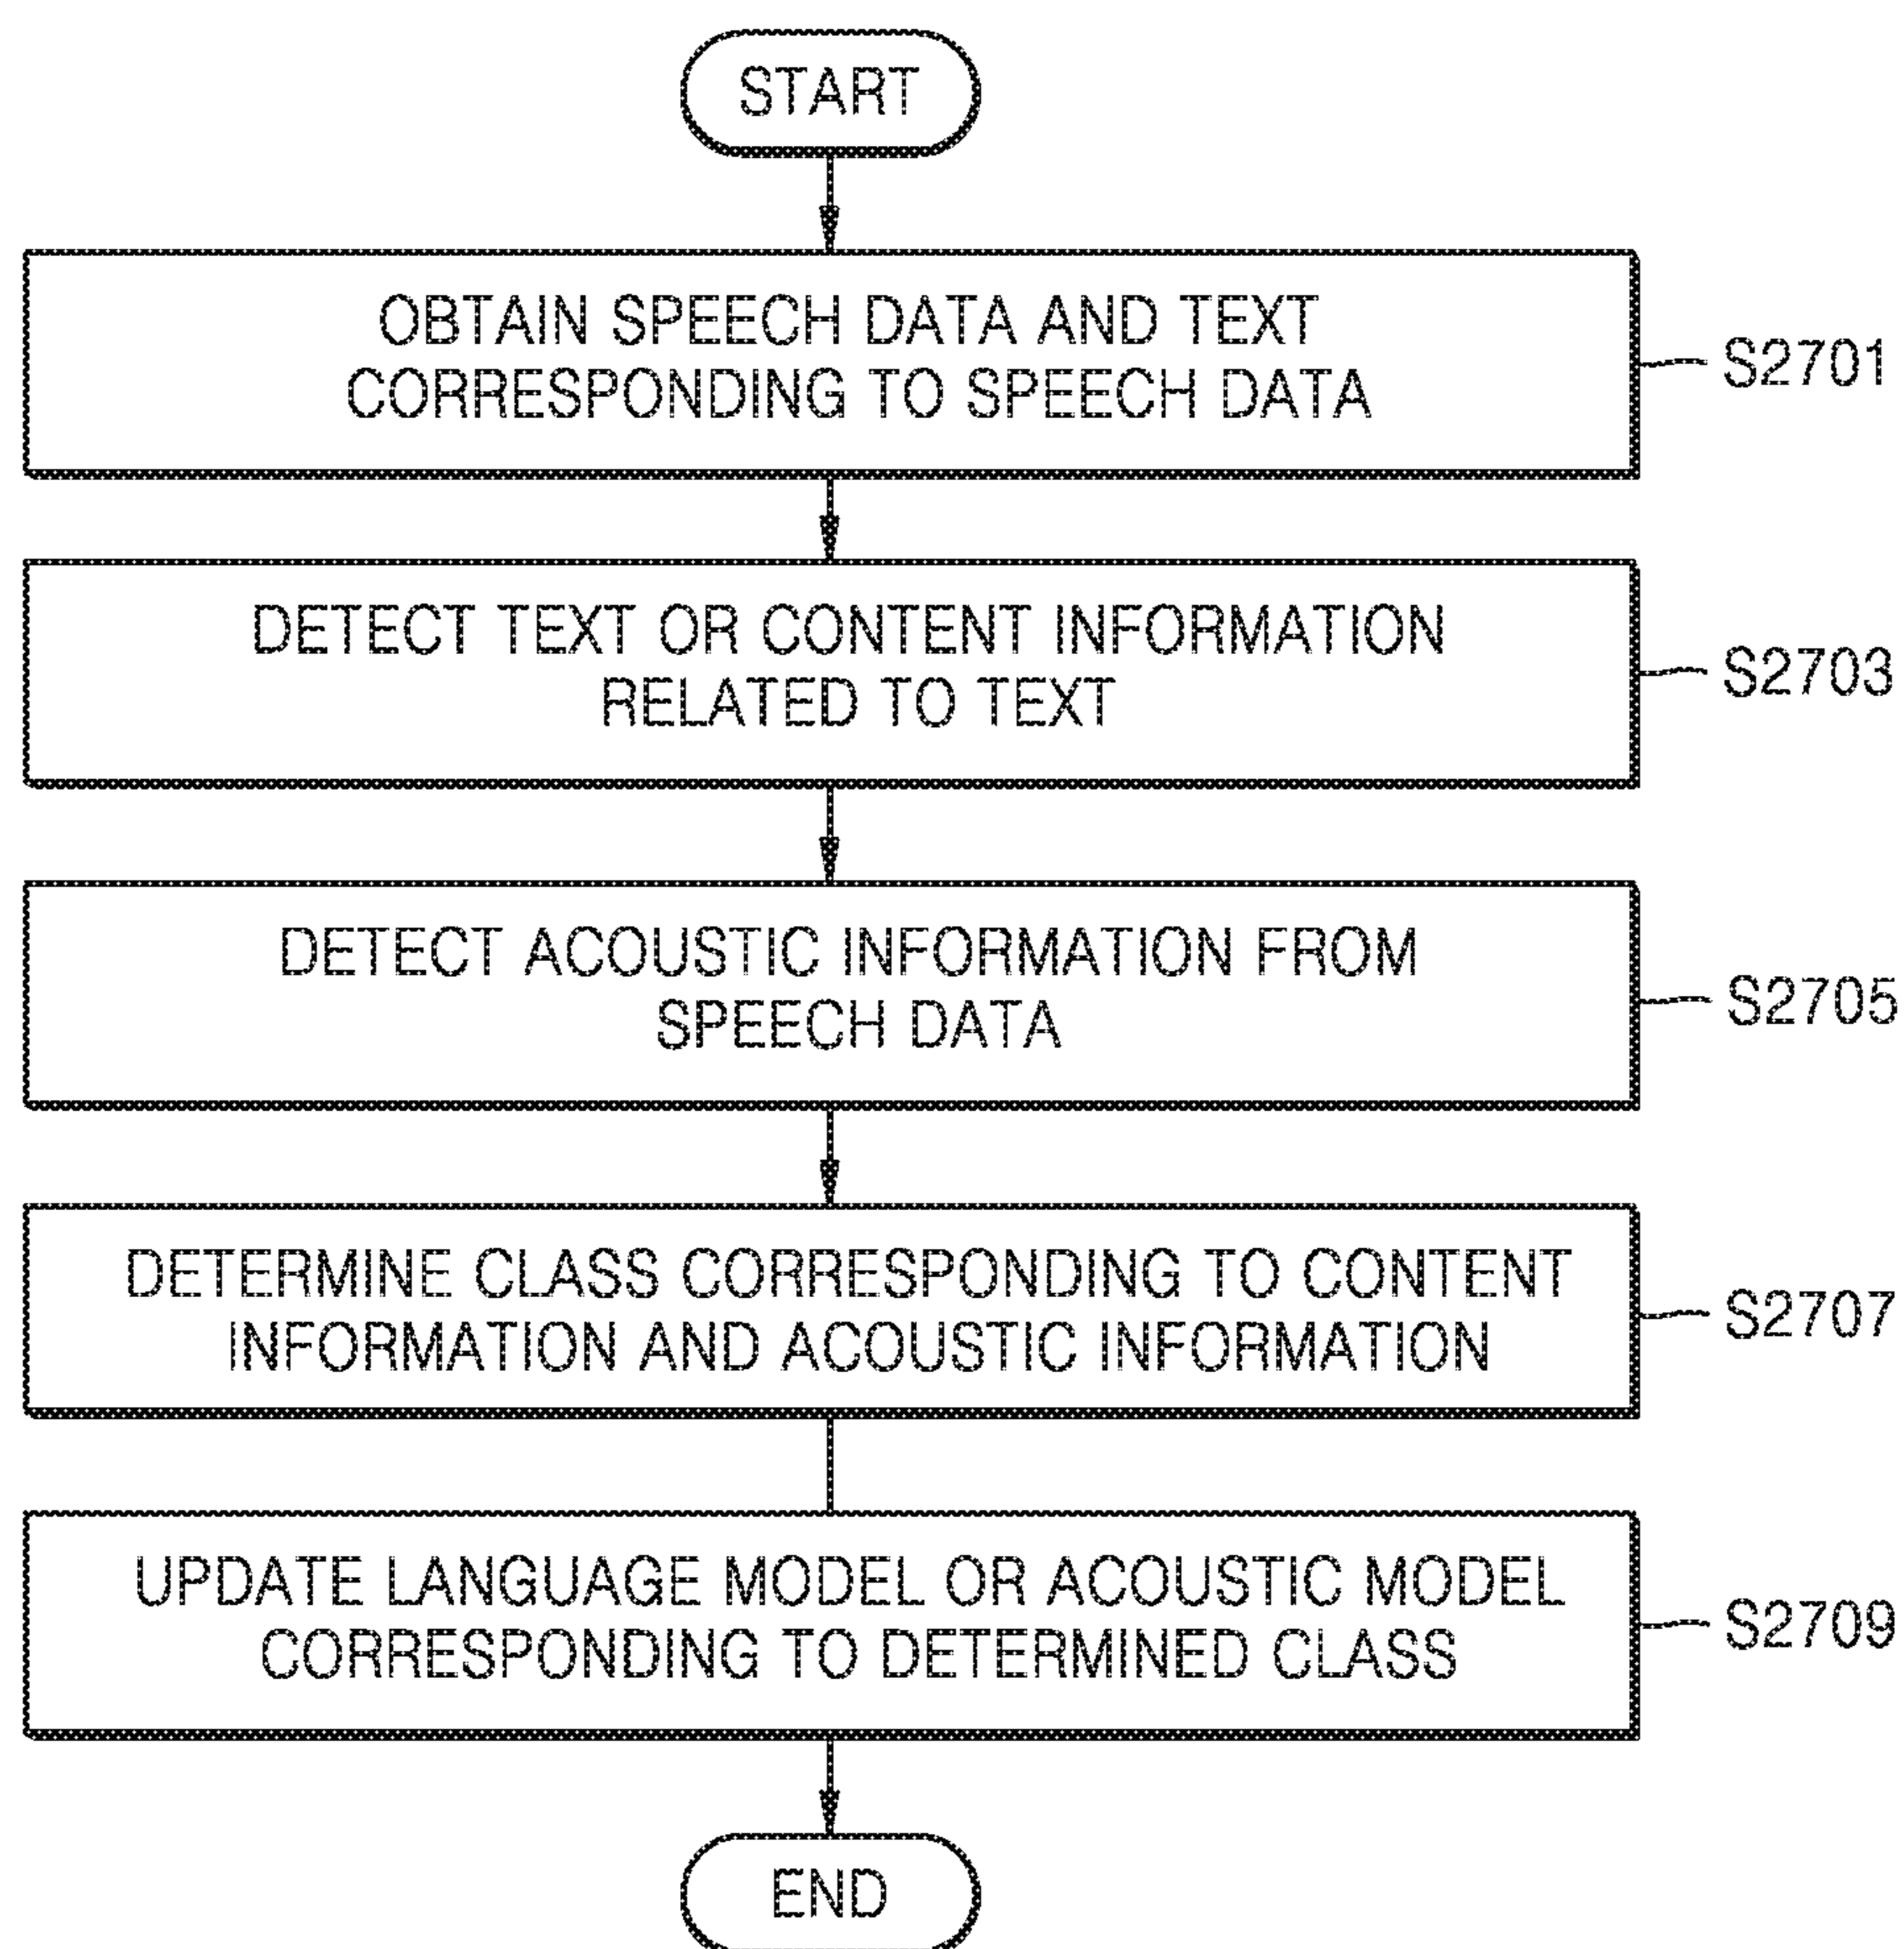 START
OBTAIN SPEECH DATA AND TEXT
CORRESPONDING TO SPEECH DATA
S2701
DETECT TEXT OR CONTENT INFORMATION
RELATED TO TEXT
S2703
DETECT ACOUSTIC INFORMATION FROM
SPEECH DATA
S2705
DETERMINE CLASS CORRESPONDING TO CONTENT
INFORMATION AND ACOUSTIC INFORMATION
S2707
UPDATE LANGUAGE MODEL OR ACOUSTIC MODEL
CORRESPONDING TO DETERMINED CLASS
S2709
END